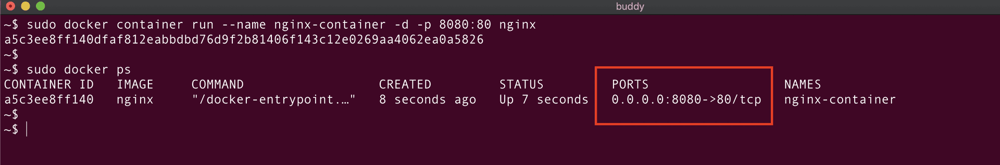 buddy
~$ sudo docker container run --name nginx-container -d -p 8080:80 nginx
a5c3ee8ff140dfaf812eabbdbd76d9f2b81406f143c12e0269aa4062ea0a5826
~$
~$ sudo docker ps
CONTAINER ID   IMAGE     COMMAND                  CREATED         STATUS         PORTS                  NAMES
a5c3ee8ff140   nginx     "/docker-entrypoint.…"   8 seconds ago   Up 7 seconds   0.0.0.0:8080->80/tcp   nginx-container
~$
~$